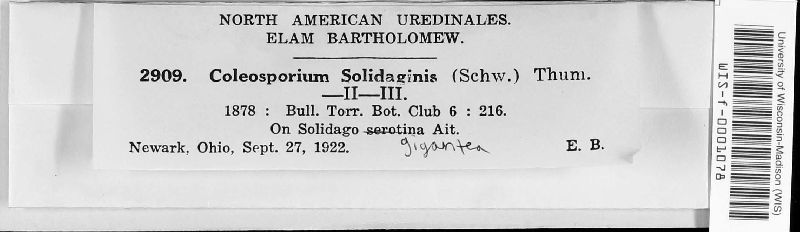 NORTH AMERICAN UREDINALES.
ELAM BARTHOLOMEW.
2909. Coleosporium Solidaginis (Schw.) Thum.
—II—III.
1878 : Bull. Torr. Bot. Club 6 : 216.
On Solidago serotina Ait.
gigantea
Newark, Ohio, Sept. 27, 1922.
E. B.
University of Wisconsin-Madison (WIS)
WIS-f-0001078